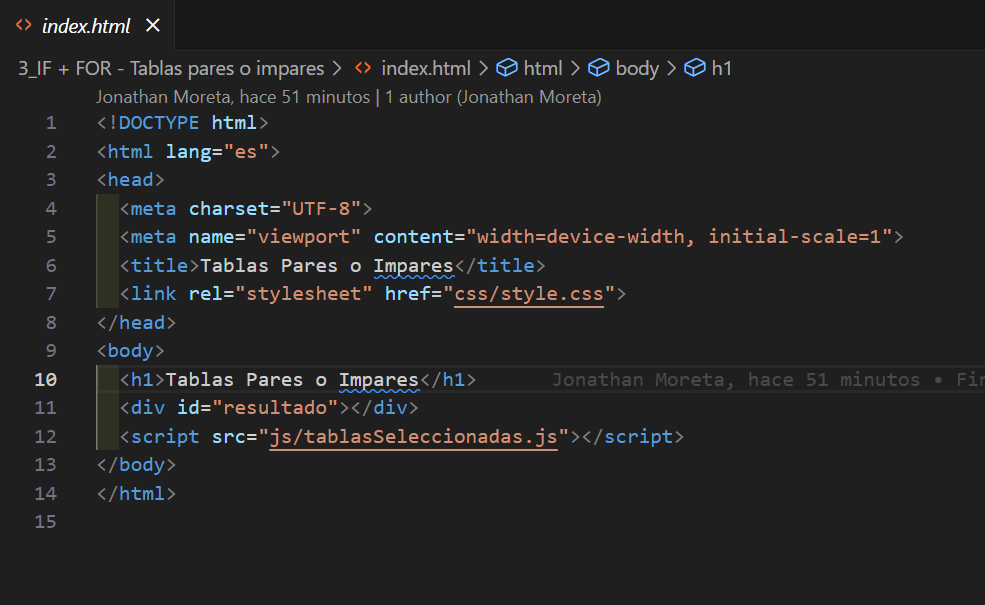 index.html
3_IF + FOR - Tablas pares o impares > index.html > html > body > h1
Jonathan Moreta, hace 51 minutos | 1 author (Jonathan Moreta)
1 <!DOCTYPE html>
2 <html lang="es">
3 <head>
4   <meta charset="UTF-8">
5   <meta name="viewport" content="width=device-width, initial-scale=1">
6   <title>Tablas Pares o Impares</title>
7   <link rel="stylesheet" href="css/style.css">
8 </head>
9 <body>
10   <h1>Tablas Pares o Impares</h1> Jonathan Moreta, hace 51 minutos •
11   <div id="resultado"></div>
12   <script src="js/tablasSeleccionadas.js"></script>
13 </body>
14 </html>
15